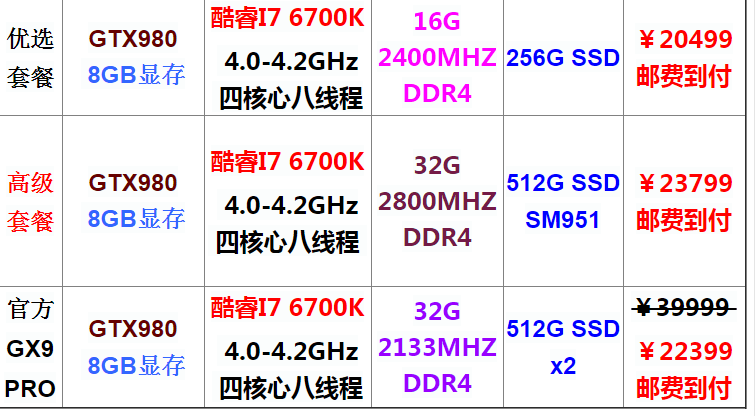 优选
套餐
GTX980
8GB显存
酷睿I7 6700K
4.0-4.2GHz
四核心八线程
16G
2400MHZ
DDR4
256G SSD
￥20499
邮费到付
高级
套餐
GTX980
8GB显存
酷睿I7 6700K
4.0-4.2GHz
四核心八线程
32G
2800MHZ
DDR4
512G SSD
SM951
￥23799
邮费到付
官方
GX9
PRO
GTX980
8GB显存
酷睿I7 6700K
4.0-4.2GHz
四核心八线程
32G
2133MHZ
DDR4
512G SSD
x2
￥39999
￥22399
邮费到付